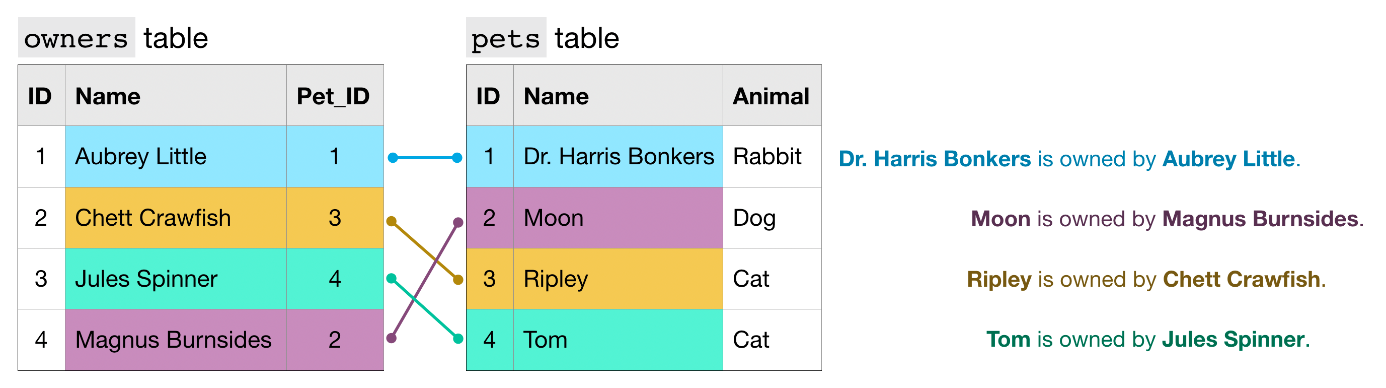 owners table
ID Name Pet_ID
1 Aubrey Little 1
2 Chett Crawfish 3
3 Jules Spinner 4
4 Magnus Burnsides 2
pets table
ID Name Animal
1 Dr. Harris Bonkers Rabbit
2 Moon Dog
3 Ripley Cat
4 Tom Cat
Dr. Harris Bonkers is owned by Aubrey Little.
Moon is owned by Magnus Burnsides.
Ripley is owned by Chett Crawfish.
Tom is owned by Jules Spinner.